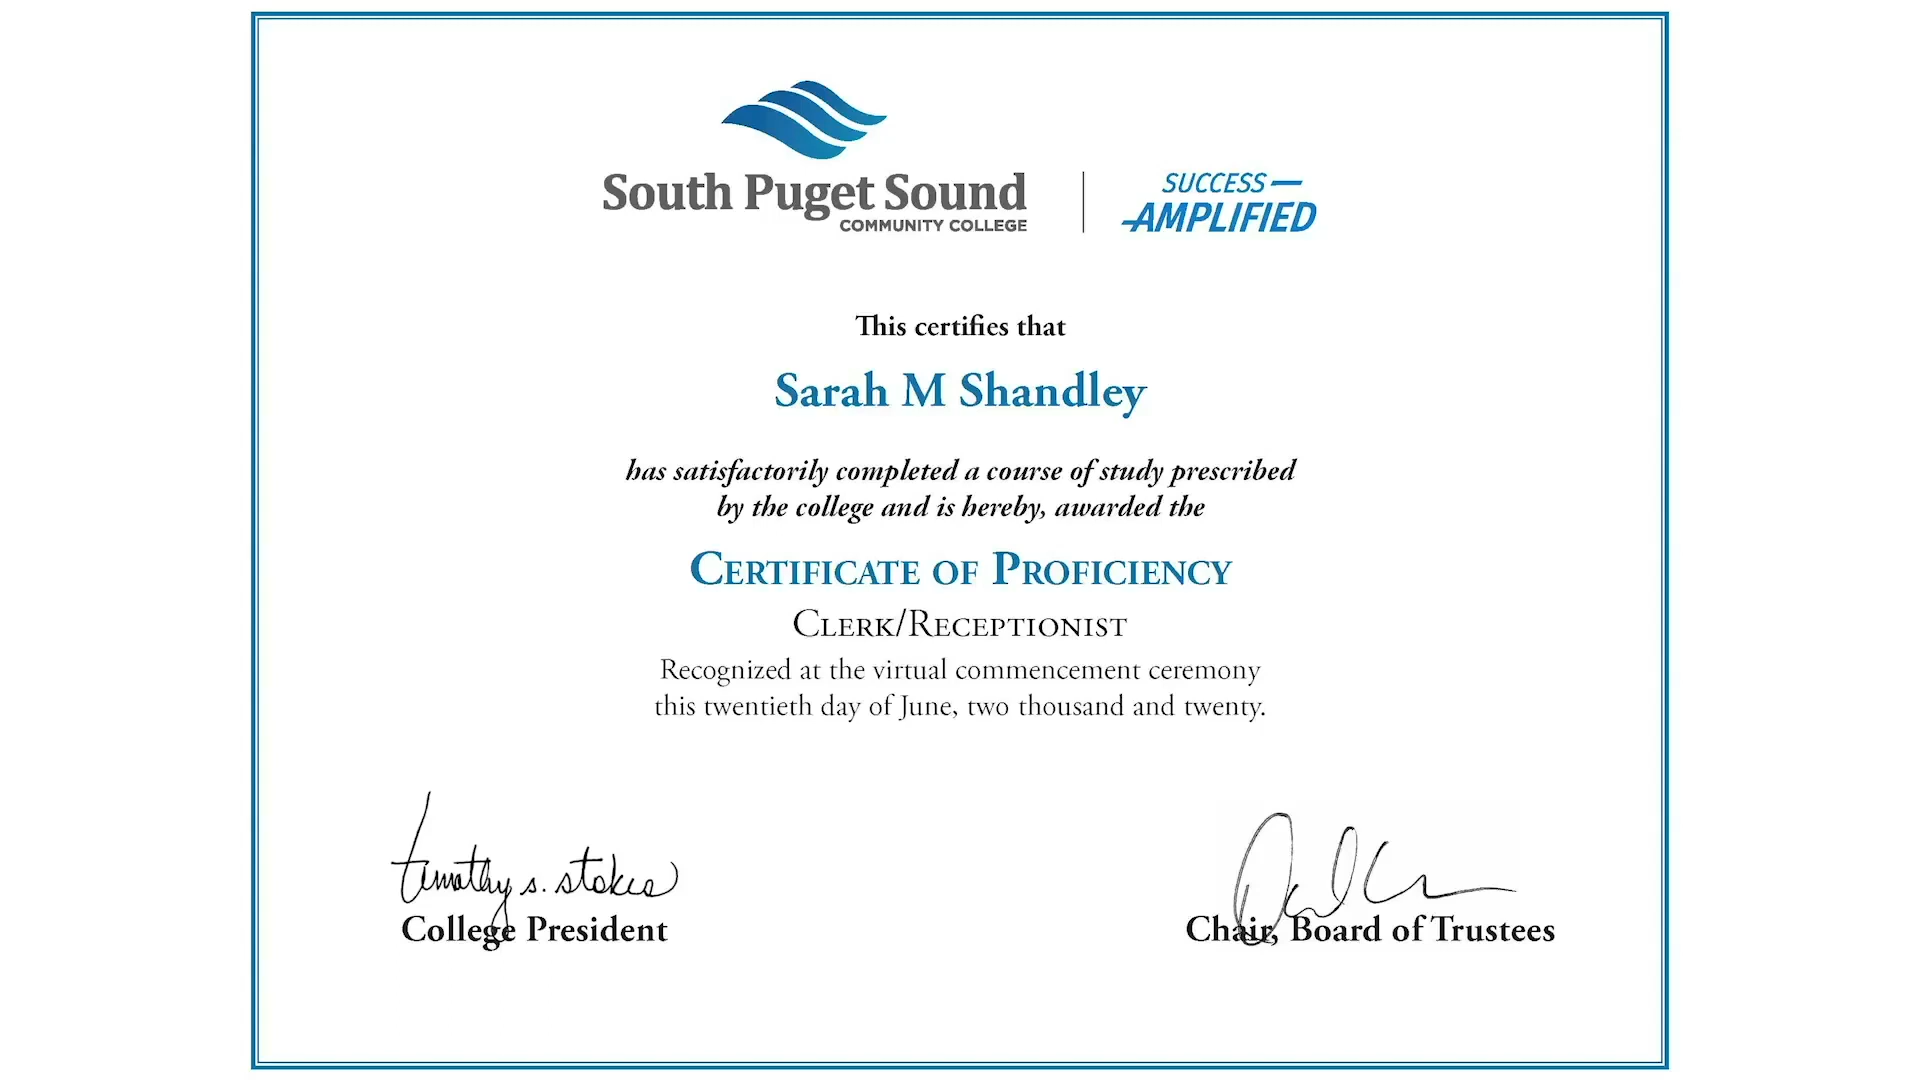 South Puget Sound
COMMUNITY COLLEGE
SUCCESS
AMPLIFIED
This certifies that
Sarah M Shandley
has satisfactorily completed a course of study prescribed
by the college and is hereby, awarded the
CERTIFICATE OF PROFICIENCY
CLERK/RECEPTIONIST
Recognized at the virtual commencement ceremony
this twentieth day of June, two thousand and twenty.
timothy s. stokes
College President
Chair, Board of Trustees